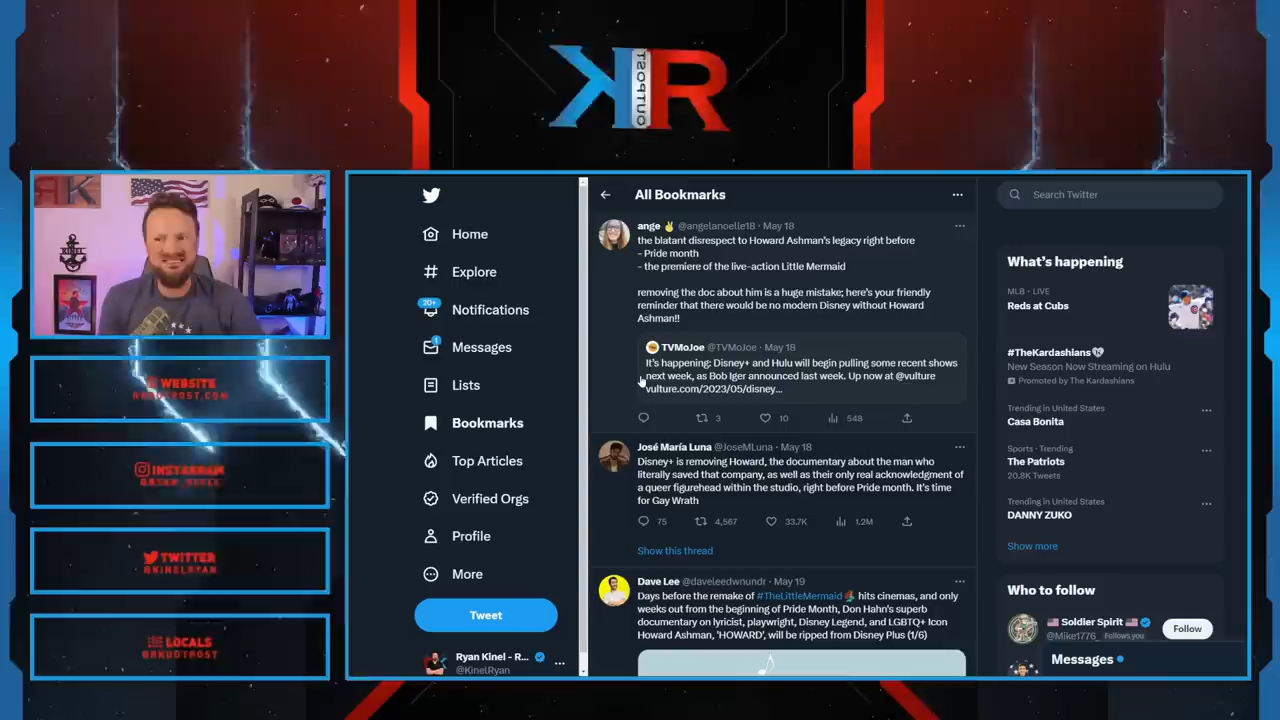 KR
OUTPOST
WEBSITE
RKOUTPOST.COM
INSTAGRAM
TWITTER
@KINELRYAN
LOCALS
@RKOUTPOST
Home
Explore
20+
Notifications
1
Messages
Lists
Bookmarks
Top Articles
Verified Orgs
Profile
More
Tweet
Ryan Kinel - R...
@KinelRyan
All Bookmarks
ange @angelanoelle18 · May 18
the blatant disrespect to Howard Ashman's legacy right before
- Pride month
- the premiere of the live-action Little Mermaid
removing the doc about him is a huge mistake; here's your friendly
reminder that there would be no modern Disney without Howard
Ashman!!
TVMoJoe @TVMoJoe · May 18
It's happening: Disney+ and Hulu will begin pulling some recent shows
next week, as Bob Iger announced last week. Up now at @vulture
vulture.com/2023/05/disney...
3 10 548
José María Luna @JoseMLuna · May 18
Disney+ is removing Howard, the documentary about the man who
literally saved that company, as well as their only real acknowledgment of
a queer figurehead within the studio, right before Pride month. It's time
for Gay Wrath
75 4,567 33.7K 1.2M
Show this thread
Dave Lee @daveleedwnundr · May 19
Days before the remake of #TheLittleMermaid hits cinemas, and only
weeks out from the beginning of Pride Month, Don Hahn's superb
documentary on lyricist, playwright, Disney Legend, and LGBTQ+ Icon
Howard Ashman, 'HOWARD', will be ripped from Disney Plus (1/6)
Search Twitter
What's happening
MLB · LIVE
Reds at Cubs
#TheKardashians
New Season Now Streaming on Hulu
Promoted by The Kardashians
Trending in United States
Casa Bonita
Sports · Trending
The Patriots
20.8K Tweets
Trending in United States
DANNY ZUKO
Show more
Who to follow
Soldier Spirit
@Mike1776_ Follows you
Follow
Messages